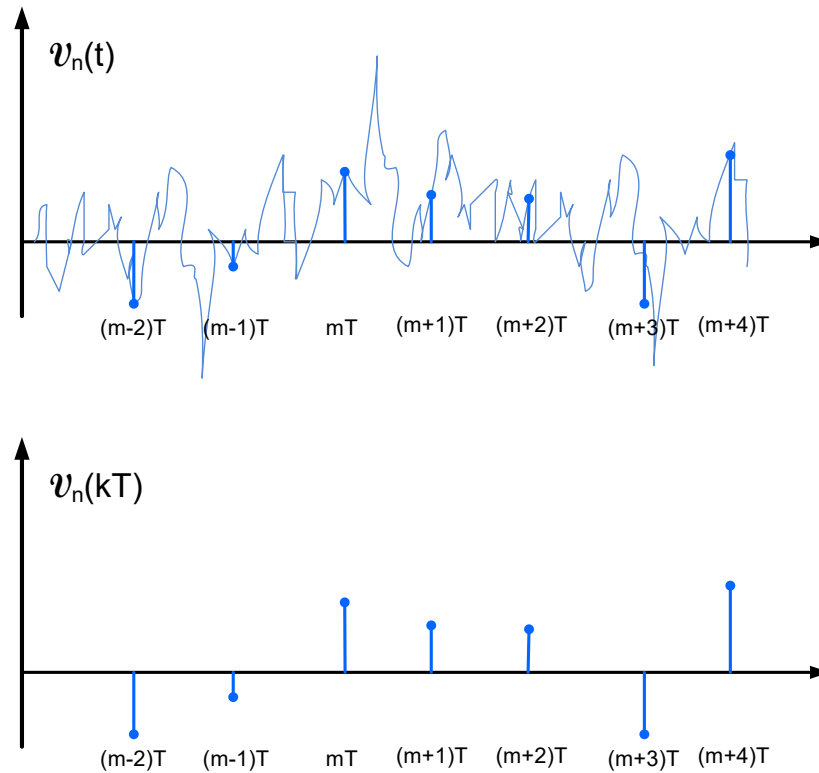 𝒗n(t)
(m-2)T (m-1)T mT (m+1)T (m+2)T (m+3)T (m+4)T
𝒗n(kT)
(m-2)T (m-1)T mT (m+1)T (m+2)T (m+3)T (m+4)T